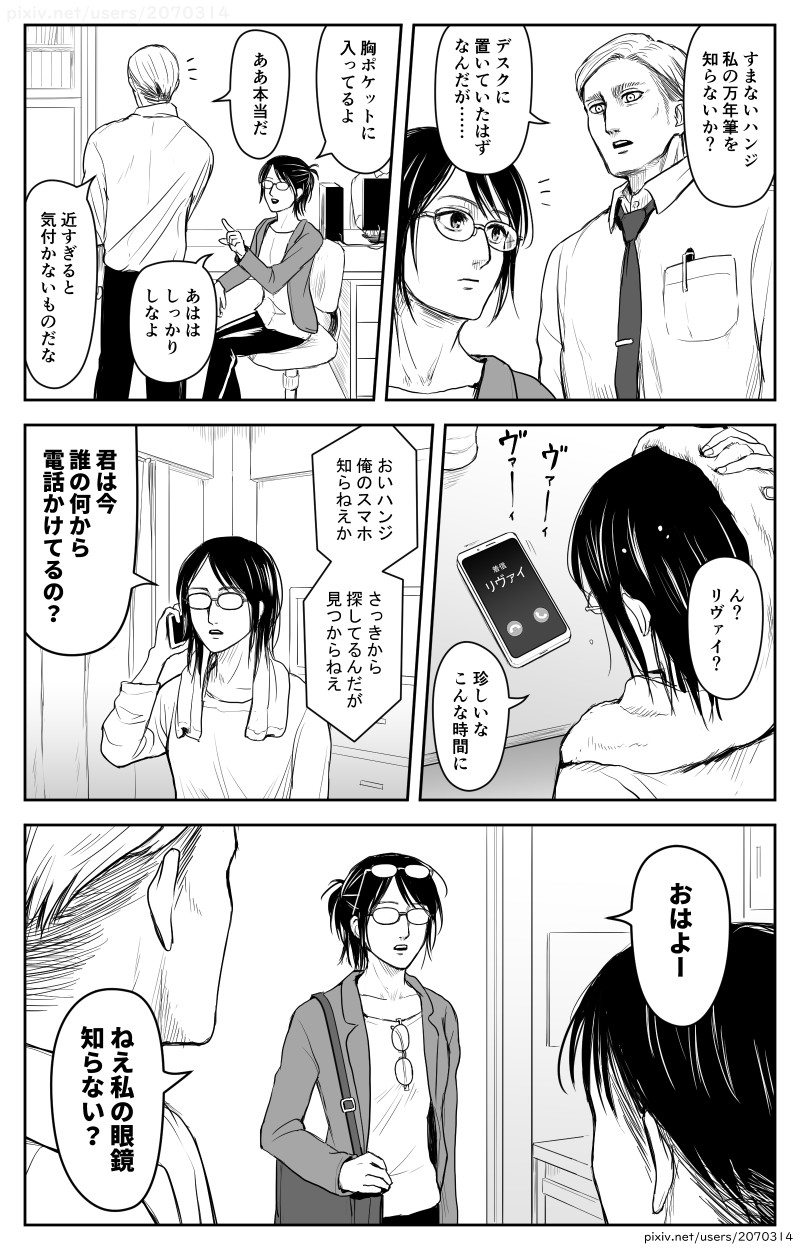 pixiv.net/users/2070314
すまないハンジ
私の万年筆を
知らないか？
デスクに
置いていたはず
なんだが……
胸ポケットに
入ってるよ
ああ本当だ
あはは
しっかり
しなよ
近すぎると
気付かないものだな
ん？
リヴァイ？
ヴァーーィ
ヴァーーィ
着信
リヴァイ
珍しいな
こんな時間に
おいハンジ
俺のスマホ
知らねえか
さっきから
探してるんだが
見つからねえ
君は今
誰の何から
電話かけてるの？
おはよー
ねえ私の眼鏡
知らない？
pixiv.net/users/2070314